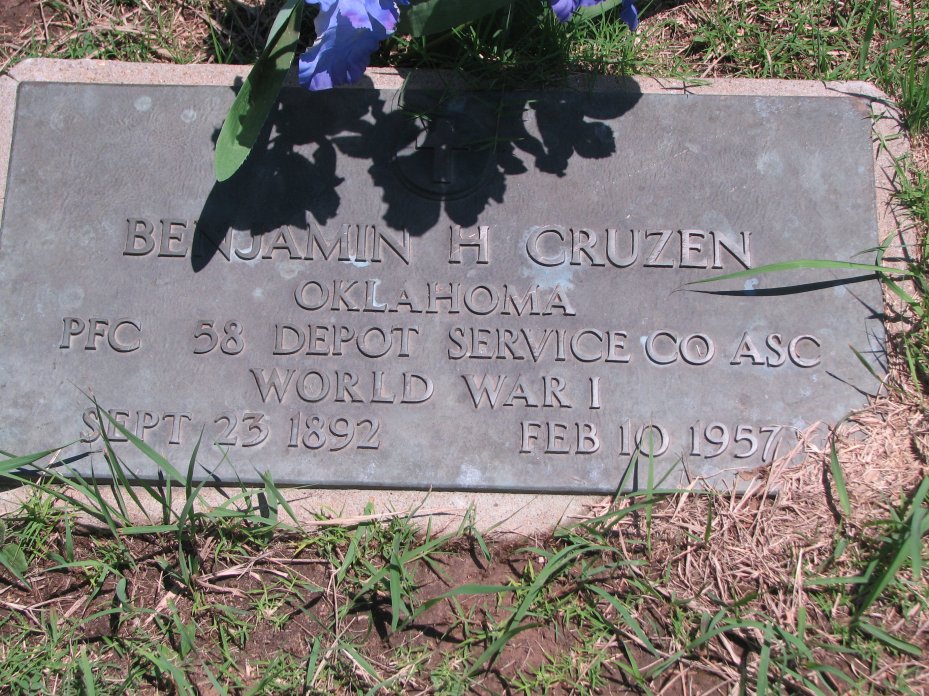 BENJAMIN H CRUZEN
OKLAHOMA
PFC 58 DEPOT SERVICE CO ASC
WORLD WAR I
SEPT 23 1892 FEB 10 1957